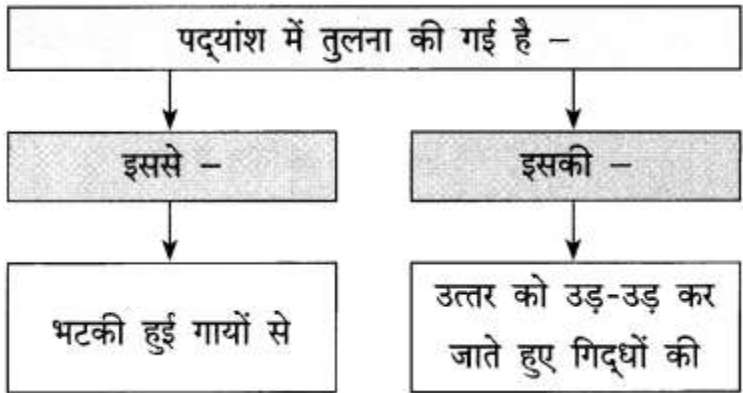 पद्यांश में तुलना की गई है –
इससे –
इसकी –
भटकी हुई गायों से
उत्तर को उड़-उड़ कर
जाते हुए गिद्धों की